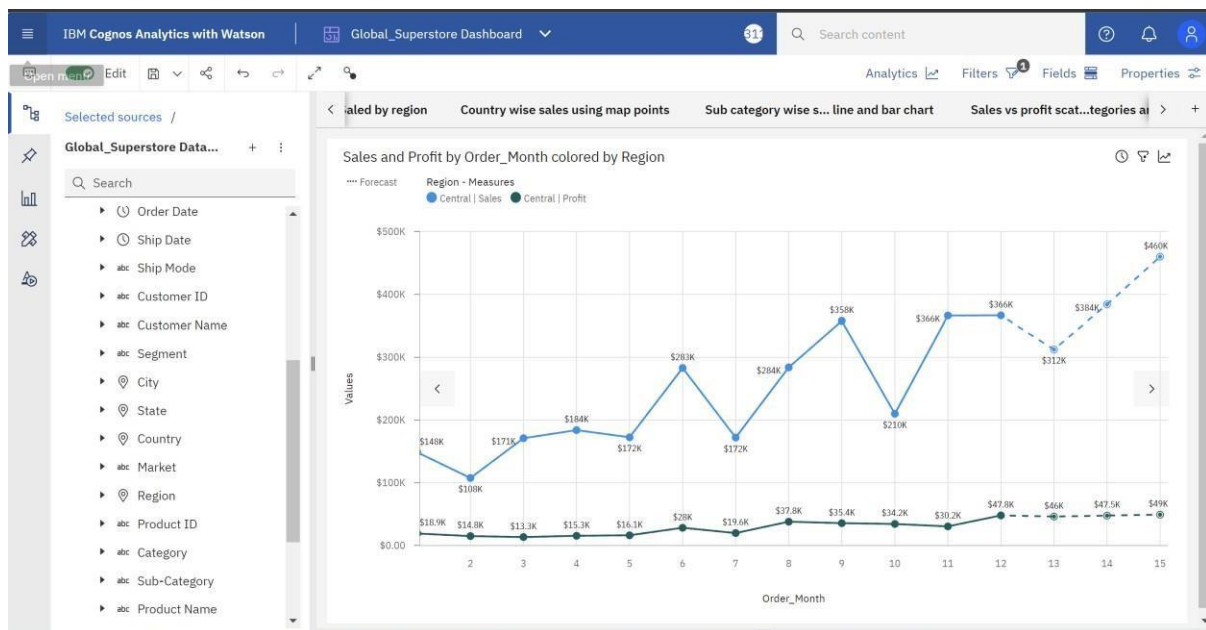 IBM Cognos Analytics with Watson
Global_Superstore Dashboard
Search content
Open menu
Edit
Analytics
Filters
1
Fields
Properties
Selected sources /
Global_Superstore Data...
Search
Order Date
Ship Date
abc Ship Mode
abc Customer ID
abc Customer Name
abc Segment
City
State
Country
abc Market
Region
abc Product ID
abc Category
abc Sub-Category
abc Product Name
by region
Country wise sales using map points
Sub category wise s... line and bar chart
Sales vs profit scat...tegories
Sales and Profit by Order_Month colored by Region
Forecast
Region - Measures
Central | Sales
Central | Profit
Values
$500K
$400K
$300K
$200K
$100K
$0.00
$148K
$108K
$171K
$184K
$172K
$283K
$172K
$284K
$358K
$210K
$366K
$366K
$312K
$384K
$460K
$18.9K
$14.8K
$13.3K
$15.3K
$16.1K
$28K
$19.6K
$37.8K
$35.4K
$34.2K
$30.2K
$47.8K
$46K
$47.5K
$49K
2 3 4 5 6 7 8 9 10 11 12 13 14 15
Order_Month